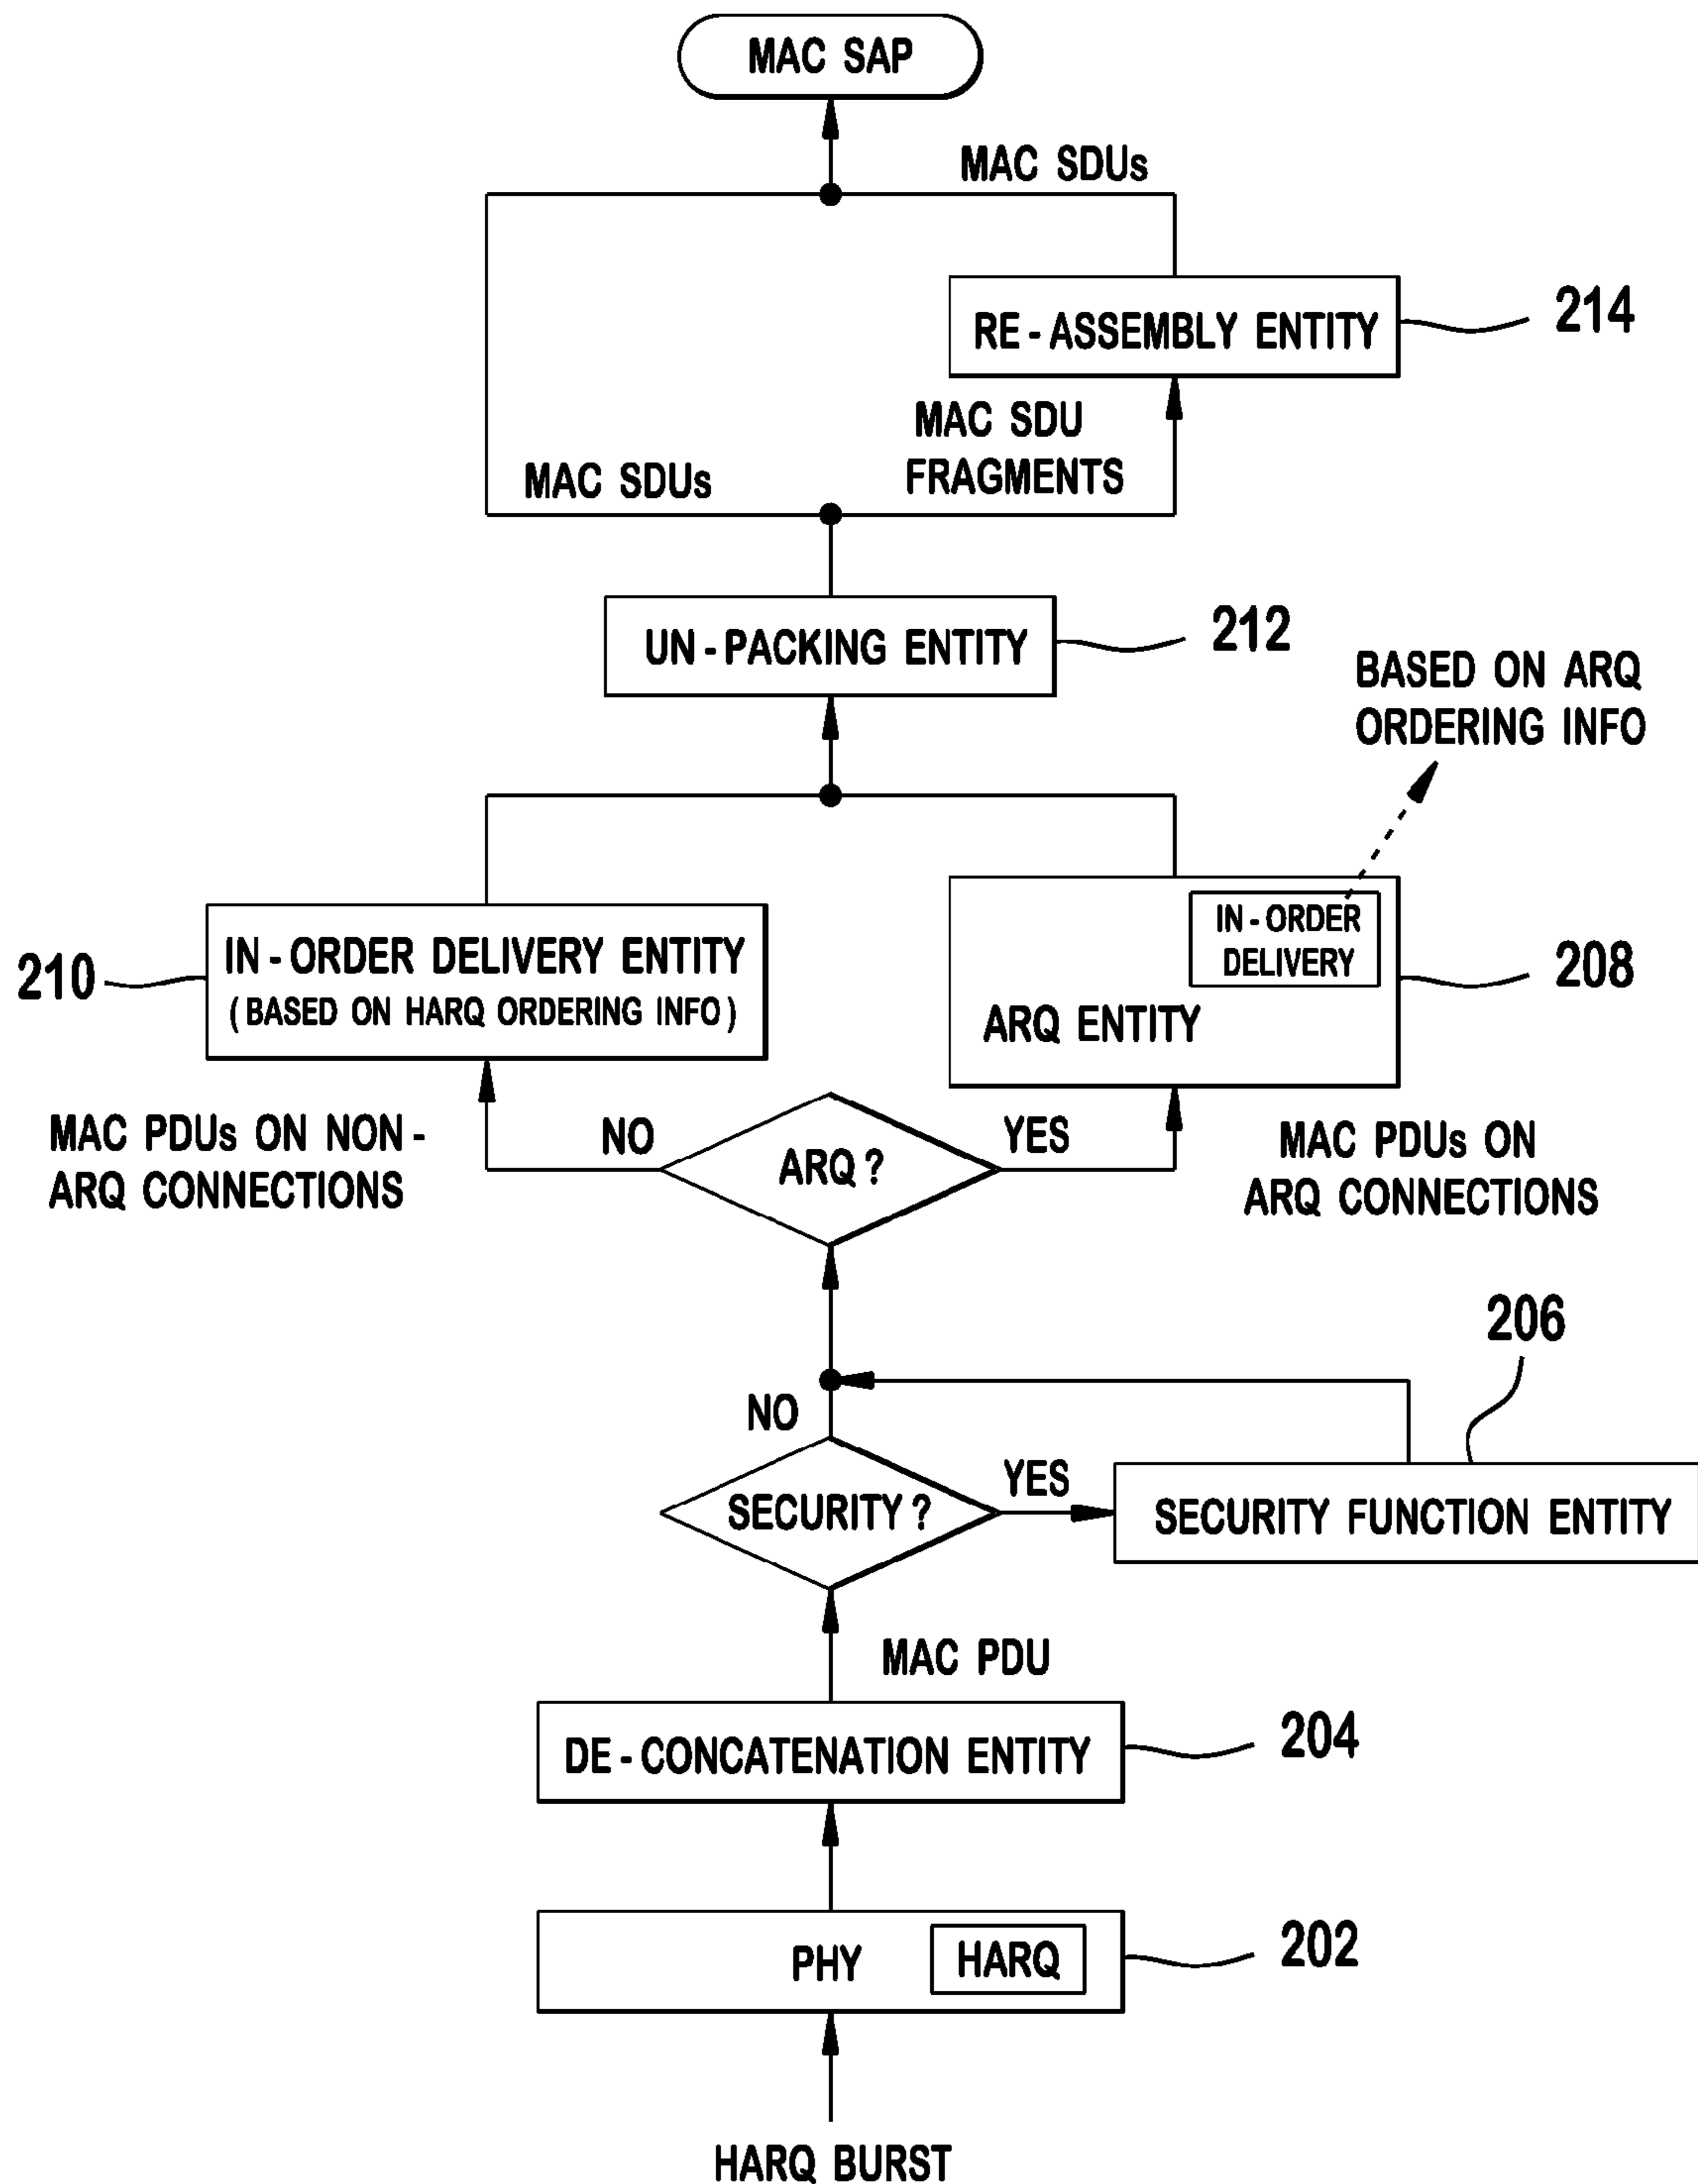 MAC SAP
MAC SDUs
RE-ASSEMBLY ENTITY
214
MAC SDU
FRAGMENTS
MAC SDUs
UN-PACKING ENTITY
212
BASED ON ARQ
ORDERING INFO
IN-ORDER DELIVERY ENTITY
(BASED ON HARQ ORDERING INFO)
210
IN-ORDER
DELIVERY
ARQ ENTITY
208
MAC PDUs ON NON-
ARQ CONNECTIONS
NO
ARQ?
YES
MAC PDUs ON
ARQ CONNECTIONS
206
NO
SECURITY?
YES
SECURITY FUNCTION ENTITY
MAC PDU
DE-CONCATENATION ENTITY
204
PHY
HARQ
202
HARQ BURST